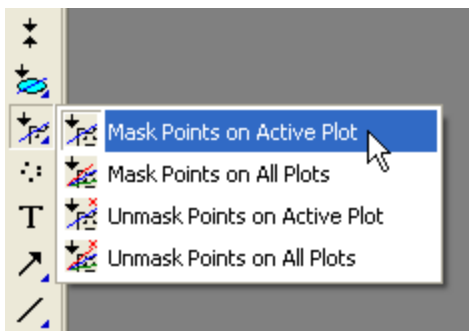 Mask Points on Active Plot
Mask Points on All Plots
Unmask Points on Active Plot
T
Unmask Points on All Plots